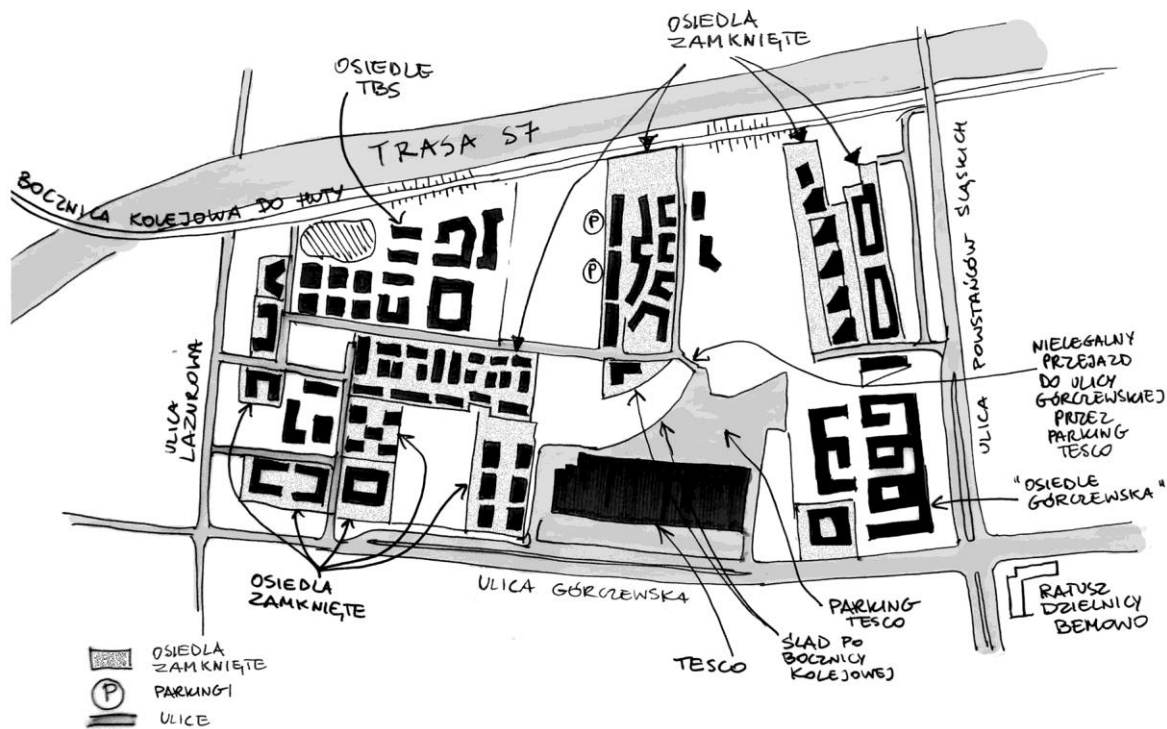 OSIEDLA
ZAMKNIĘTE
OSIEDLE
TBS
TRASA S7
BOCZNICA KOLEJOWA DO HUTY
ULICA POWSTAŃCÓW ŚLĄSKICH
P
P
ULICA
LAZUROWA
NIELEGALNY
PRZEJAZD
DO ULICY
GÓRCZEWSKIEJ
PRZEZ
PARKING
TESCO
"OSIEDLE
GÓRCZEWSKA"
OSIEDLA
ZAMKNIĘTE
ULICA GÓRCZEWSKA
TESCO
ŚLAD PO
BOCZNICY
KOLEJOWEJ
PARKING
TESCO
RATUSZ
DZIELNICY
BEMOWO
OSIEDLA
ZAMKNIĘTE
P PARKINGI
ULICE